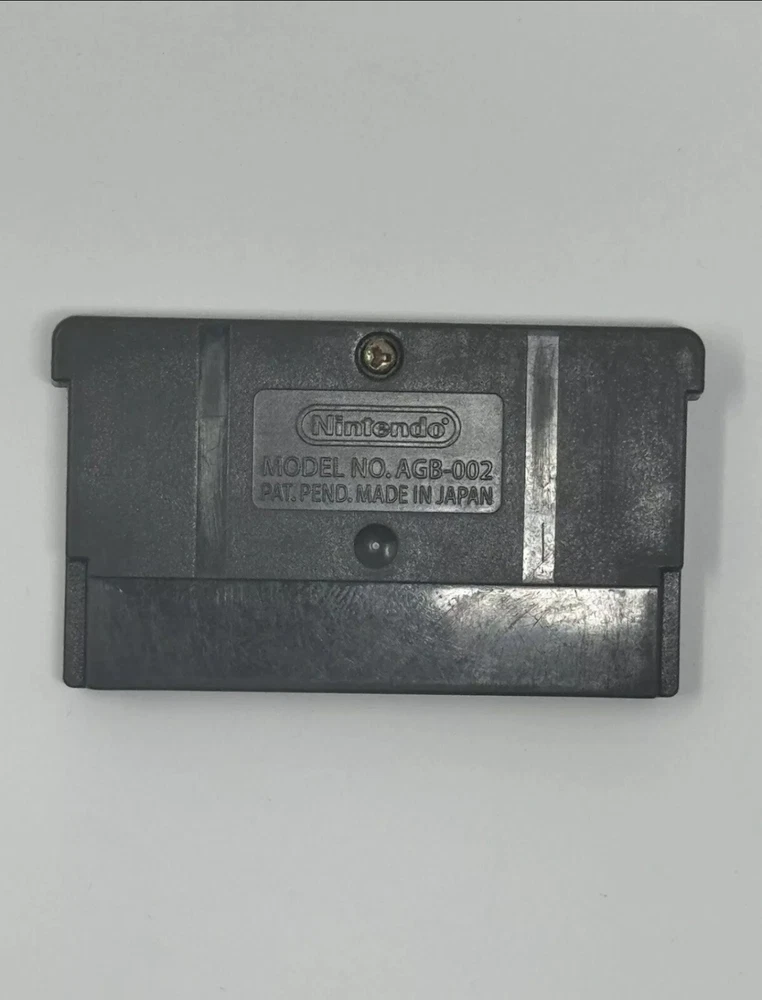 Nintendo®
MODEL NO. AGB-002
PAT. PEND. MADE IN JAPAN